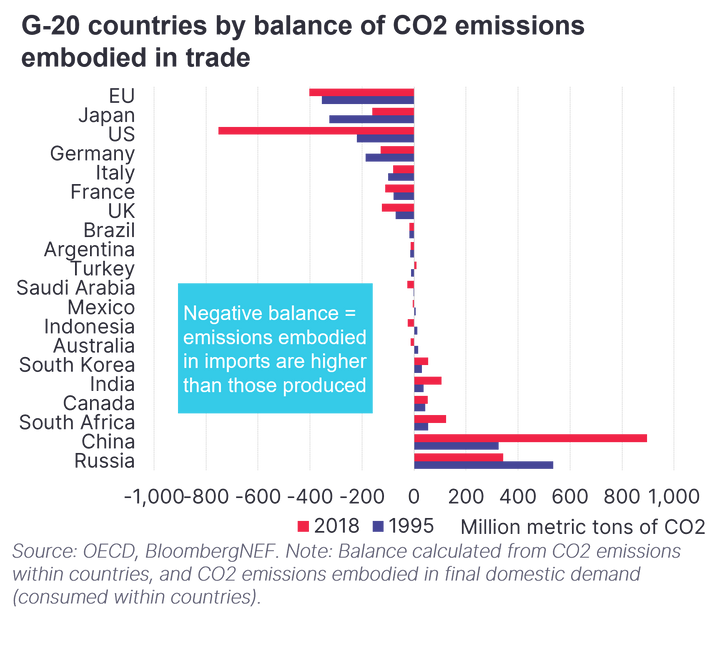 G-20 countries by balance of CO2 emissions
embodied in trade
EU
Japan
US
Germany
Italy
France
UK
Brazil
Argentina
Turkey
Saudi Arabia
Mexico
Indonesia
Australia
South Korea
India
Canada
South Africa
China
Russia
Negative balance =
emissions embodied
in imports are higher
than those produced
-1,000 -800 -600 -400 -200 0 200 400 600 800 1,000
2018 1995 Million metric tons of CO2
Source: OECD, BloombergNEF. Note: Balance calculated from CO2 emissions
within countries, and CO2 emissions embodied in final domestic demand
(consumed within countries).